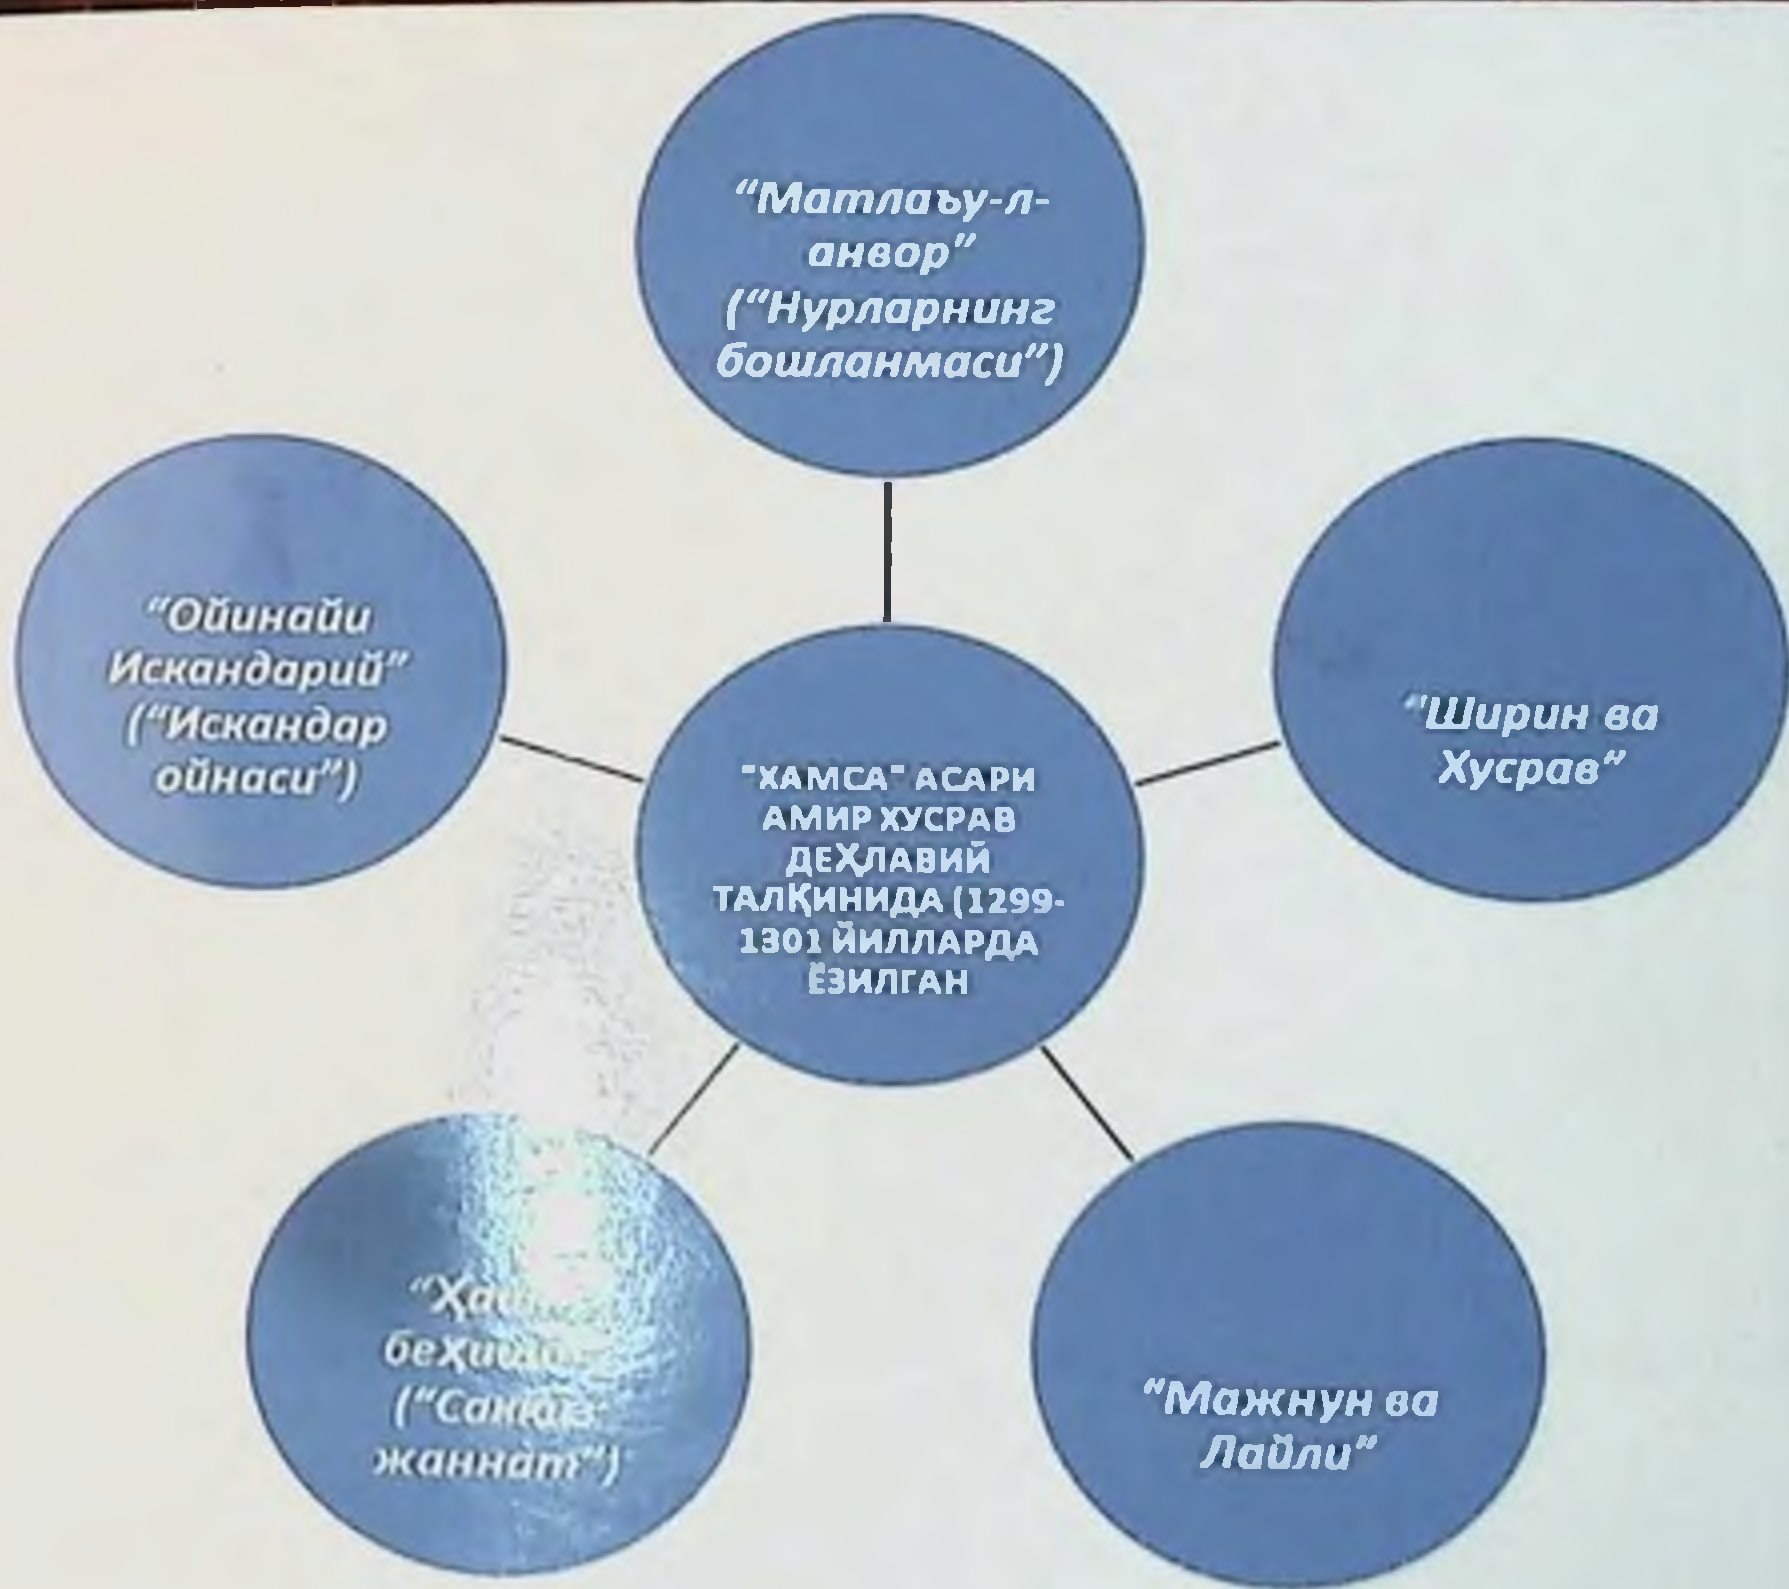 “Матлаъу-л-
анвор”
(“Нурларнинг
бошланмаси”)
“Ойинайи
Искандарий”
(“Искандар
ойнаси”)
“Ширин ва
Хусрав”
"ХАМСА" АСАРИ
АМИР ХУСРАВ
ДЕҲЛАВИЙ
ТАЛҚИНИДА (1299-
1301 ЙИЛЛАРДА
ЁЗИЛГАН
жаннат”)
“Мажнун ва
Лайли”